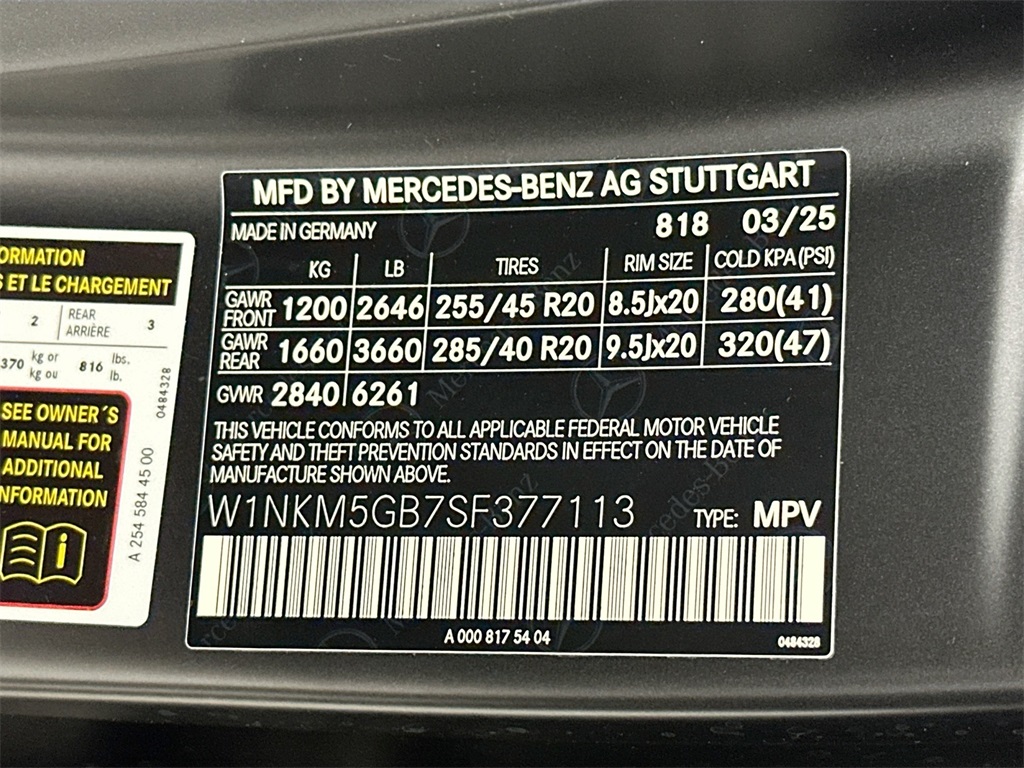 ORMATION
S ET LE CHARGEMENT
2 REAR ARRIÈRE 3
370 kg or kg ou 816 lbs. lb.
SEE OWNER´S
MANUAL FOR
ADDITIONAL
NFORMATION
A 254 584 45 00
0484328
MFD BY MERCEDES-BENZ AG STUTTGART
MADE IN GERMANY 818 03/25
KG LB TIRES RIM SIZE COLD KPA (PSI)
GAWR FRONT 1200 2646 255/45 R20 8.5Jx20 280(41)
GAWR REAR 1660 3660 285/40 R20 9.5Jx20 320(47)
GVWR 2840 6261
THIS VEHICLE CONFORMS TO ALL APPLICABLE FEDERAL MOTOR VEHICLE
SAFETY AND THEFT PREVENTION STANDARDS IN EFFECT ON THE DATE OF
MANUFACTURE SHOWN ABOVE.
W1NKM5GB7SF377113 TYPE: MPV
A 000 817 54 04
0484328